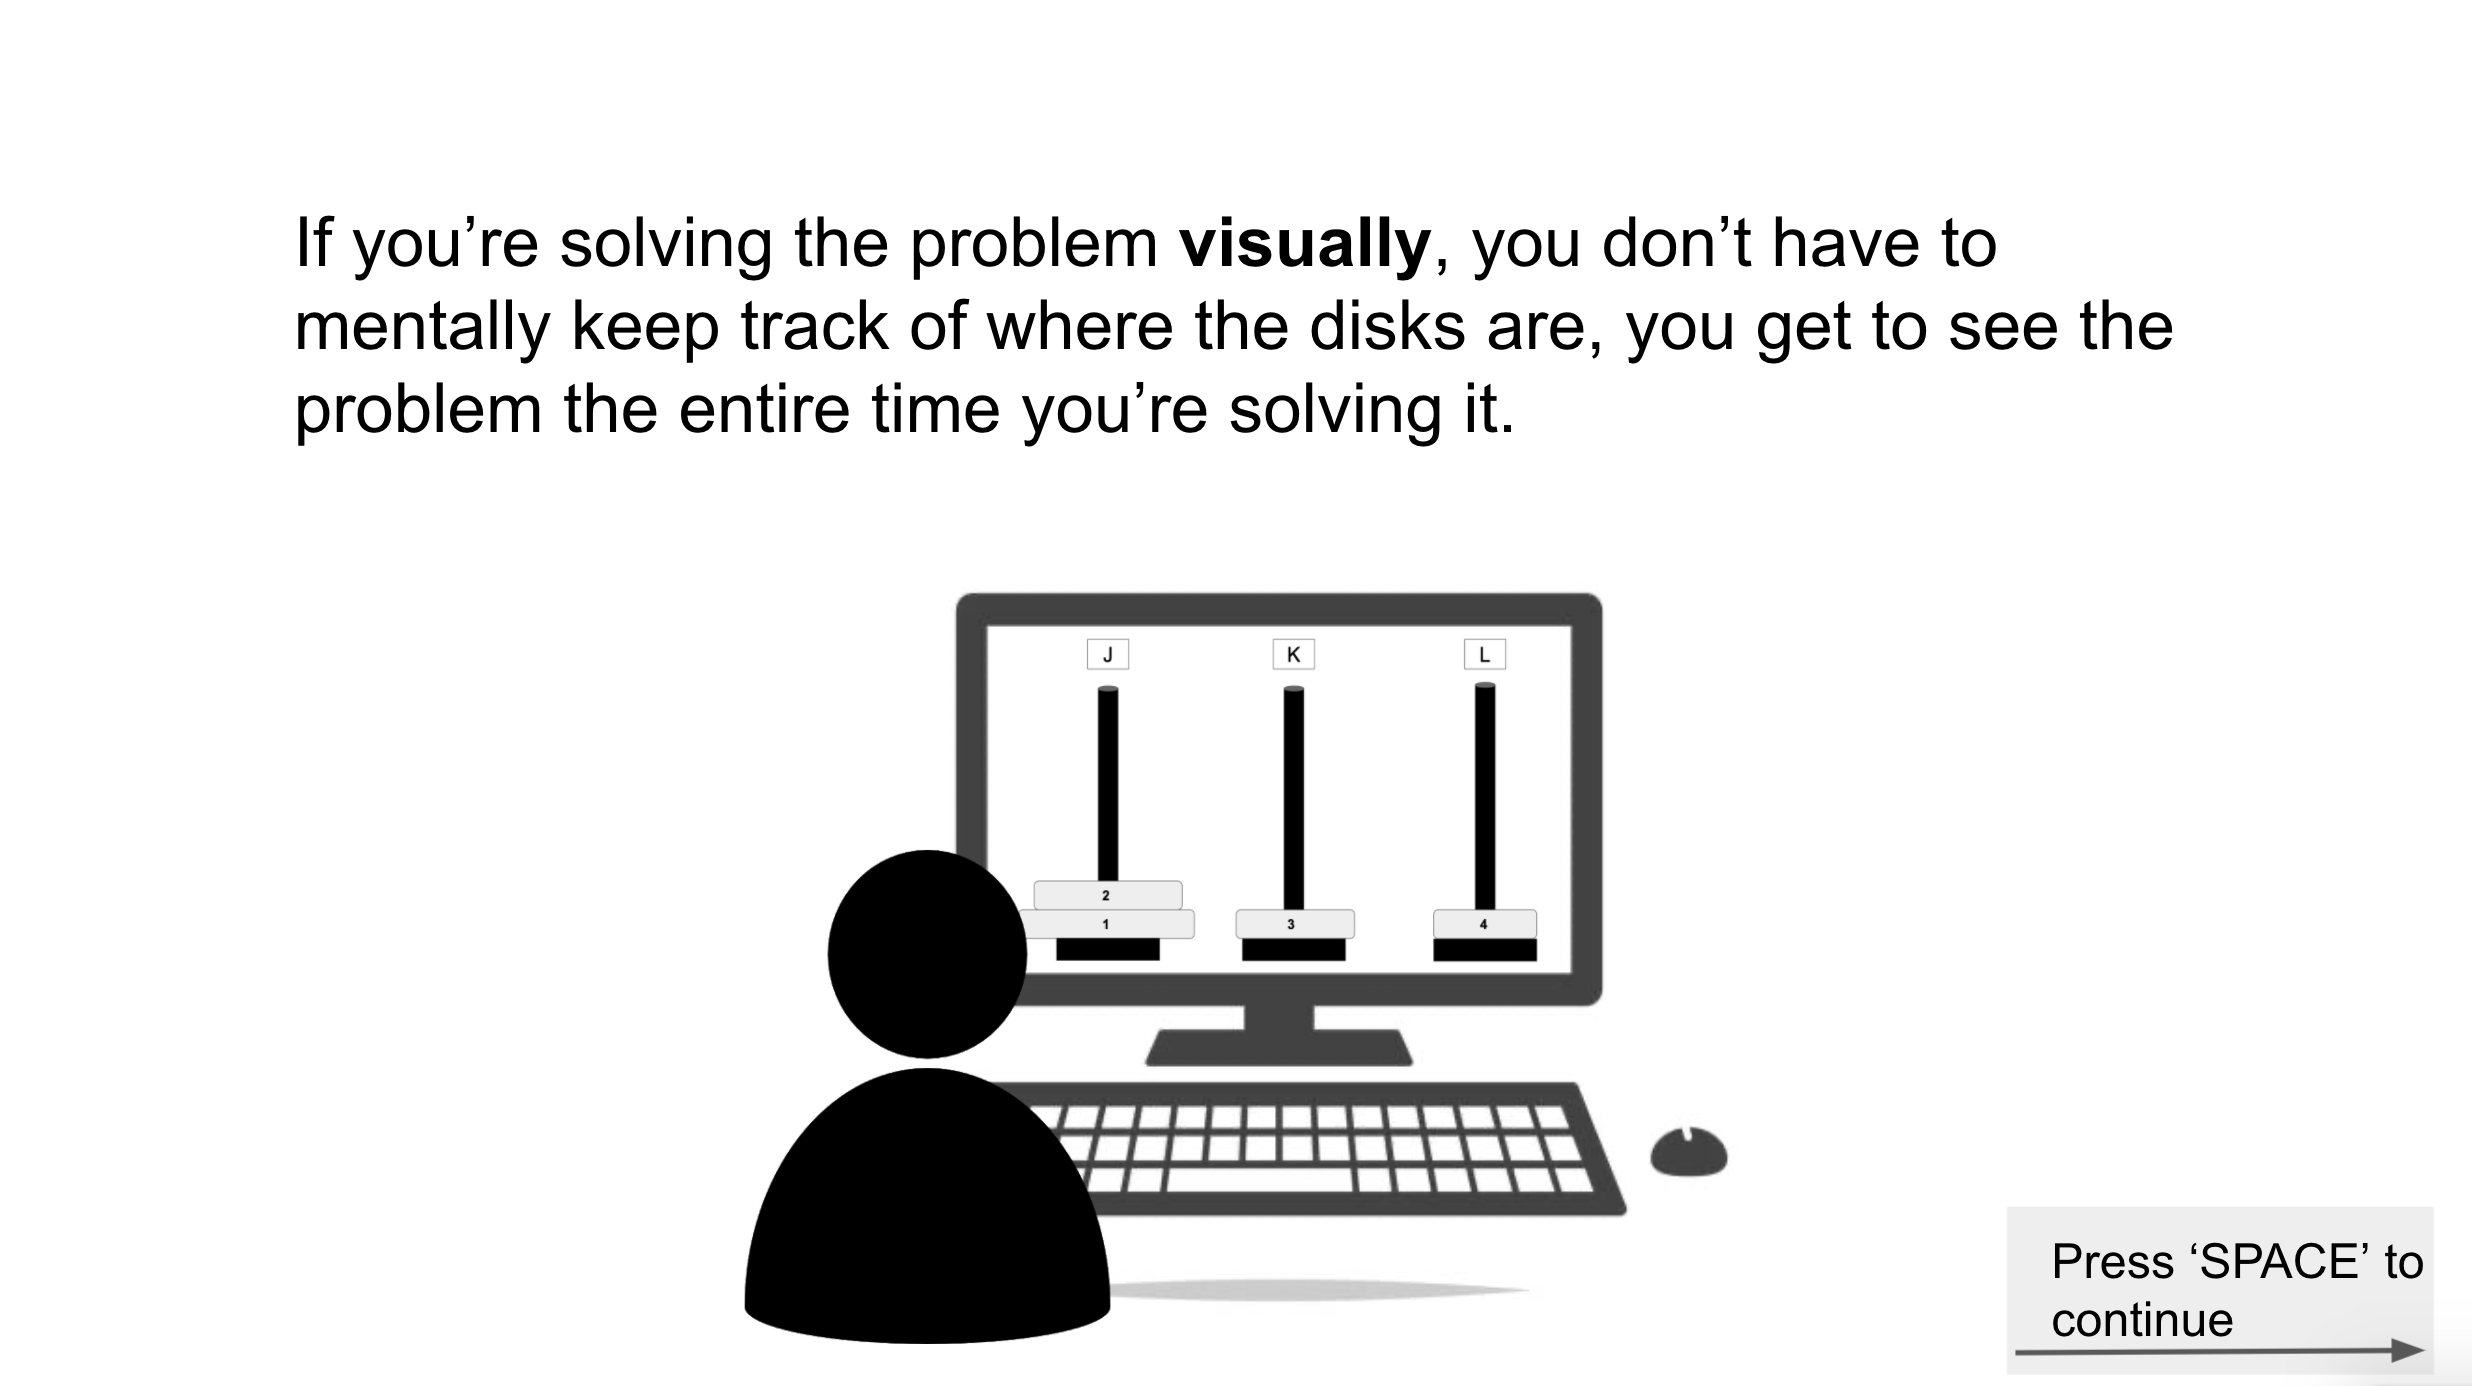 If you’re solving the problem visually, you don’t have to
mentally keep track of where the disks are, you get to see the
problem the entire time you’re solving it.
J K L
2
1 3 4
Press ‘SPACE’ to
continue